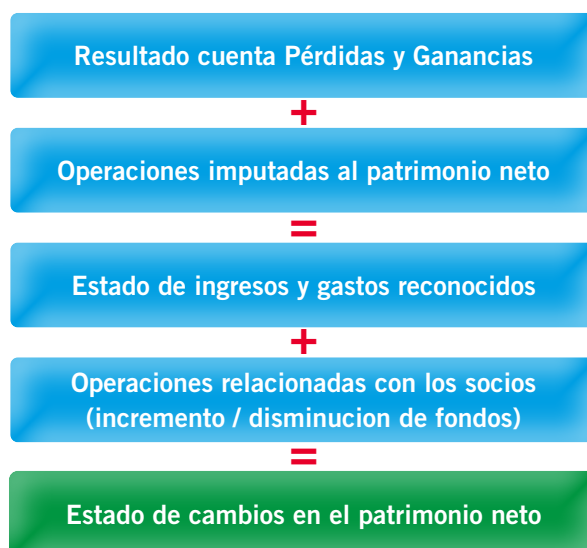 Resultado cuenta Pérdidas y Ganancias
+
Operaciones imputadas al patrimonio neto
=
Estado de ingresos y gastos reconocidos
+
Operaciones relacionadas con los socios
(incremento / disminucion de fondos)
=
Estado de cambios en el patrimonio neto